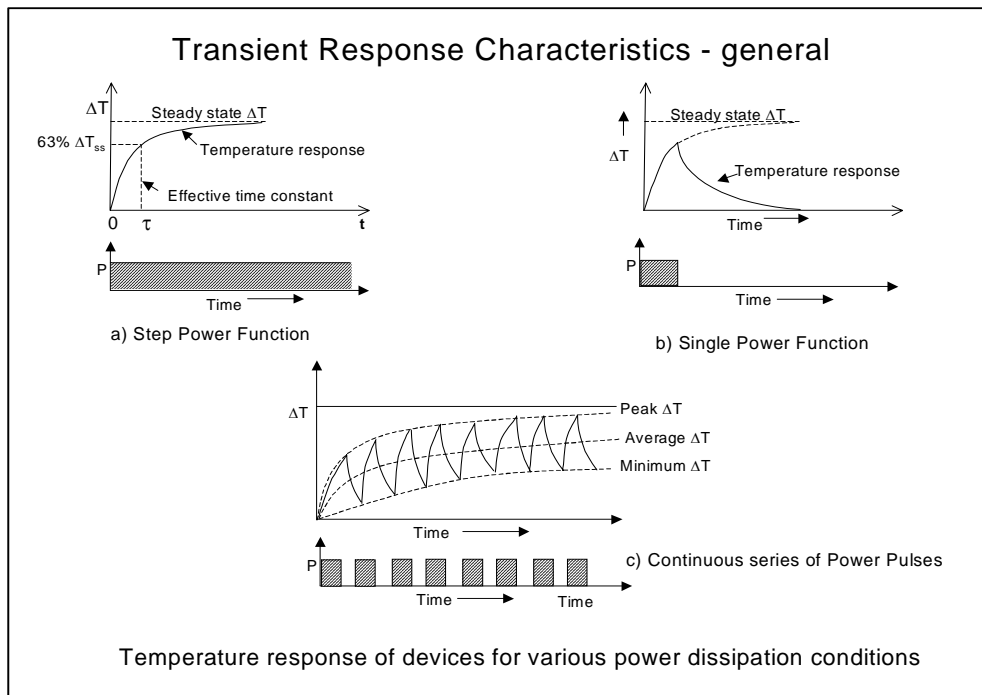 Transient Response Characteristics - general
ΔT
Steady state ΔT
63% ΔTss
Temperature response
Effective time constant
0
τ
t
P
Time
a) Step Power Function
Steady state ΔT
ΔT
Temperature response
Time
P
Time
b) Single Power Function
ΔT
Peak ΔT
Average ΔT
Minimum ΔT
Time
P
c) Continuous series of Power Pulses
Time
Time
Temperature response of devices for various power dissipation conditions